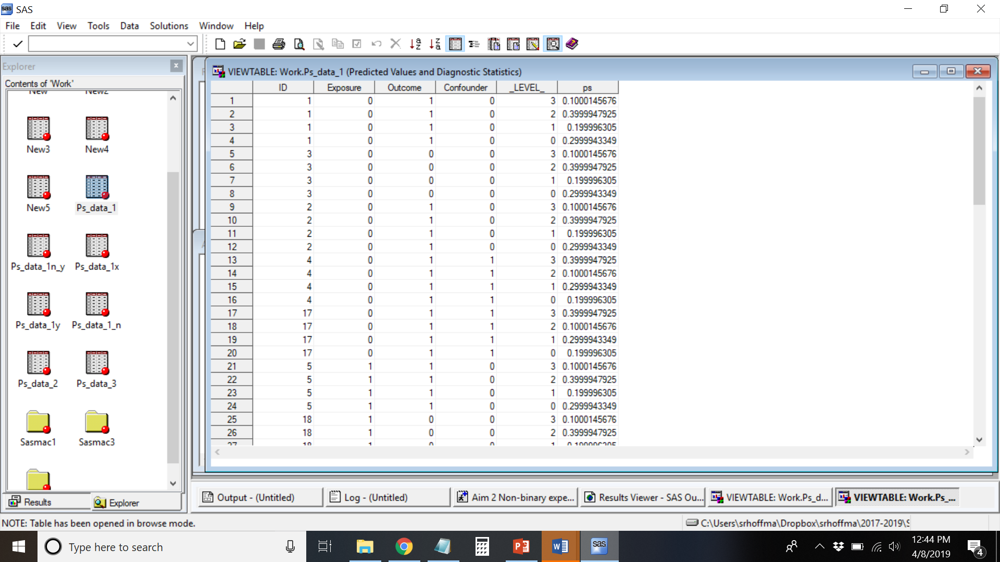 SAS
File Edit View Tools Data Solutions Window Help
Explorer
Contents of 'Work'
New New2
New3 New4
New5 Ps_data_1
Ps_data_1n_y Ps_data_1x
Ps_data_1y Ps_data_1_n
Ps_data_2 Ps_data_3
Sasmac1 Sasmac3
Results Explorer
VIEWTABLE: Work.Ps_data_1 (Predicted Values and Diagnostic Statistics)
ID Exposure Outcome Confounder _LEVEL_ ps
1 1 0 1 0 3 0.1000145676
2 1 0 1 0 2 0.3999947925
3 1 0 1 0 1 0.199996305
4 1 0 1 0 0 0.2999943349
5 3 0 0 0 3 0.1000145676
6 3 0 0 0 2 0.3999947925
7 3 0 0 0 1 0.199996305
8 3 0 0 0 0 0.2999943349
9 2 0 1 0 3 0.1000145676
10 2 0 1 0 2 0.3999947925
11 2 0 1 0 1 0.199996305
12 2 0 1 0 0 0.2999943349
13 4 0 1 1 3 0.3999947925
14 4 0 1 1 2 0.1000145676
15 4 0 1 1 1 0.2999943349
16 4 0 1 1 0 0.199996305
17 17 0 1 1 3 0.3999947925
18 17 0 1 1 2 0.1000145676
19 17 0 1 1 1 0.2999943349
20 17 0 1 1 0 0.199996305
21 5 1 1 0 3 0.1000145676
22 5 1 1 0 2 0.3999947925
23 5 1 1 0 1 0.199996305
24 5 1 1 0 0 0.2999943349
25 18 1 0 0 3 0.1000145676
26 18 1 0 0 2 0.3999947925
27 18 1 0 0 1 0.199996305
Output - (Untitled) Log - (Untitled) Aim 2 Non-binary expe... Results Viewer - SAS Ou... VIEWTABLE: Work.Ps_d... VIEWTABLE: Work.Ps_...
NOTE: Table has been opened in browse mode.
C:\Users\srhoffma\Dropbox\srhoffma\2017-2019\S
Type here to search
sas
12:44 PM
4/8/2019
4